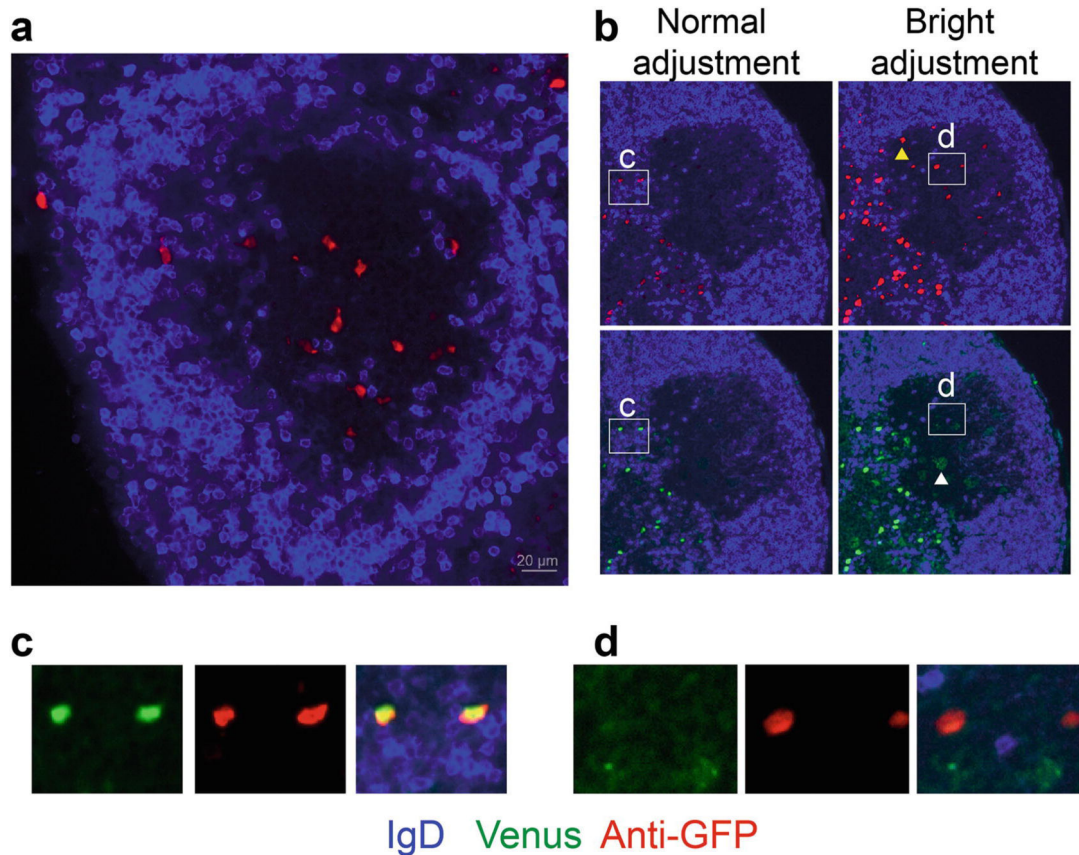 a
20 µm
b
Normal
adjustment
Bright
adjustment
c
d
c
d
c
d
IgD Venus Anti-GFP